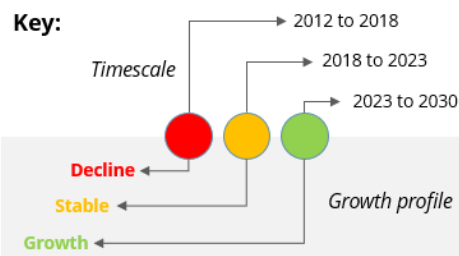 Key:
2012 to 2018
Timescale
2018 to 2023
2023 to 2030
Decline
Stable
Growth profile
Growth